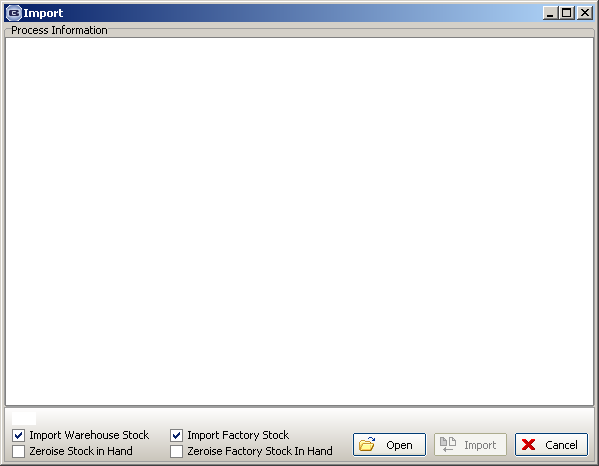 Import
Process Information
Import Warehouse Stock
Import Factory Stock
Zeroise Stock in Hand
Zeroise Factory Stock In Hand
Open
Import
Cancel